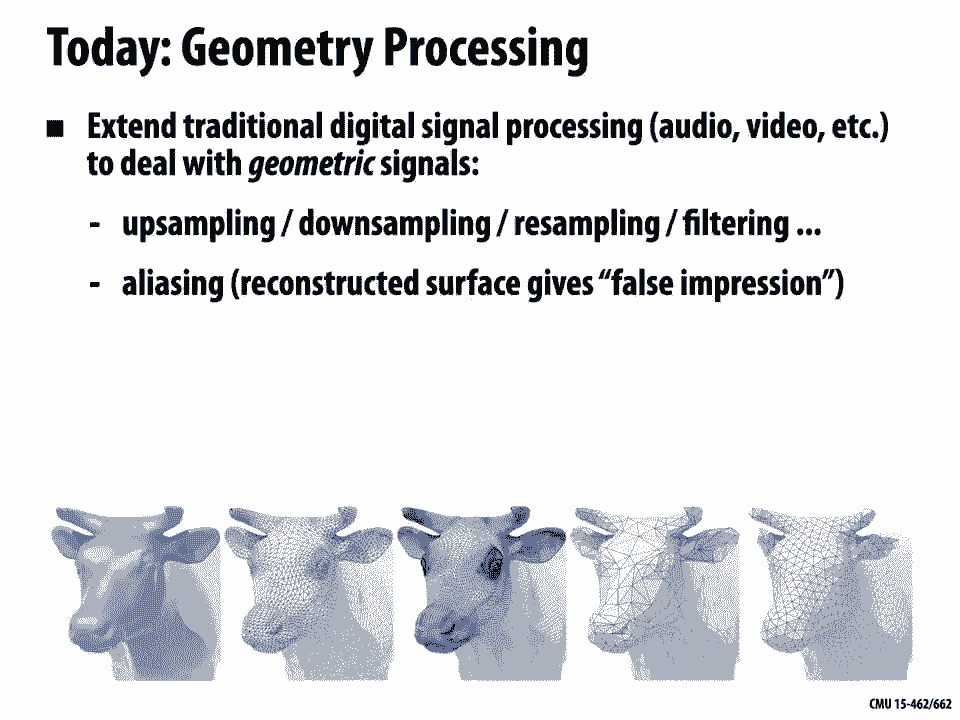 Today: Geometry Processing
■ Extend traditional digital signal processing (audio, video, etc.)
to deal with geometric signals:
- upsampling / downsampling / resampling / filtering ...
- aliasing (reconstructed surface gives “false impression”)
CMU 15-462/662